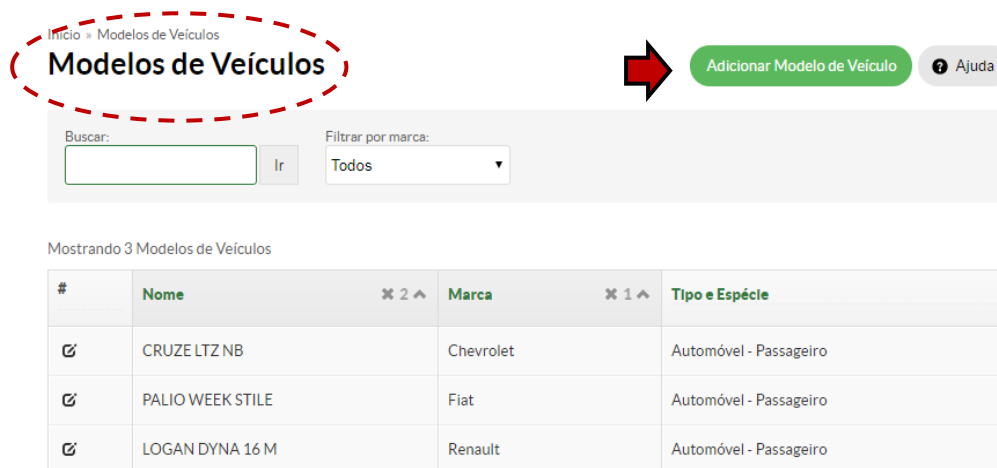 Início » Modelos de Veículos
Modelos de Veículos
Adicionar Modelo de Veículo
Ajuda
Buscar:
Filtrar por marca:
Ir
Todos
Mostrando 3 Modelos de Veículos
# Nome 2 Marca 1 Tipo e Espécie
CRUZE LTZ NB Chevrolet Automóvel - Passageiro
PALIO WEEK STILE Fiat Automóvel - Passageiro
LOGAN DYNA 16 M Renault Automóvel - Passageiro